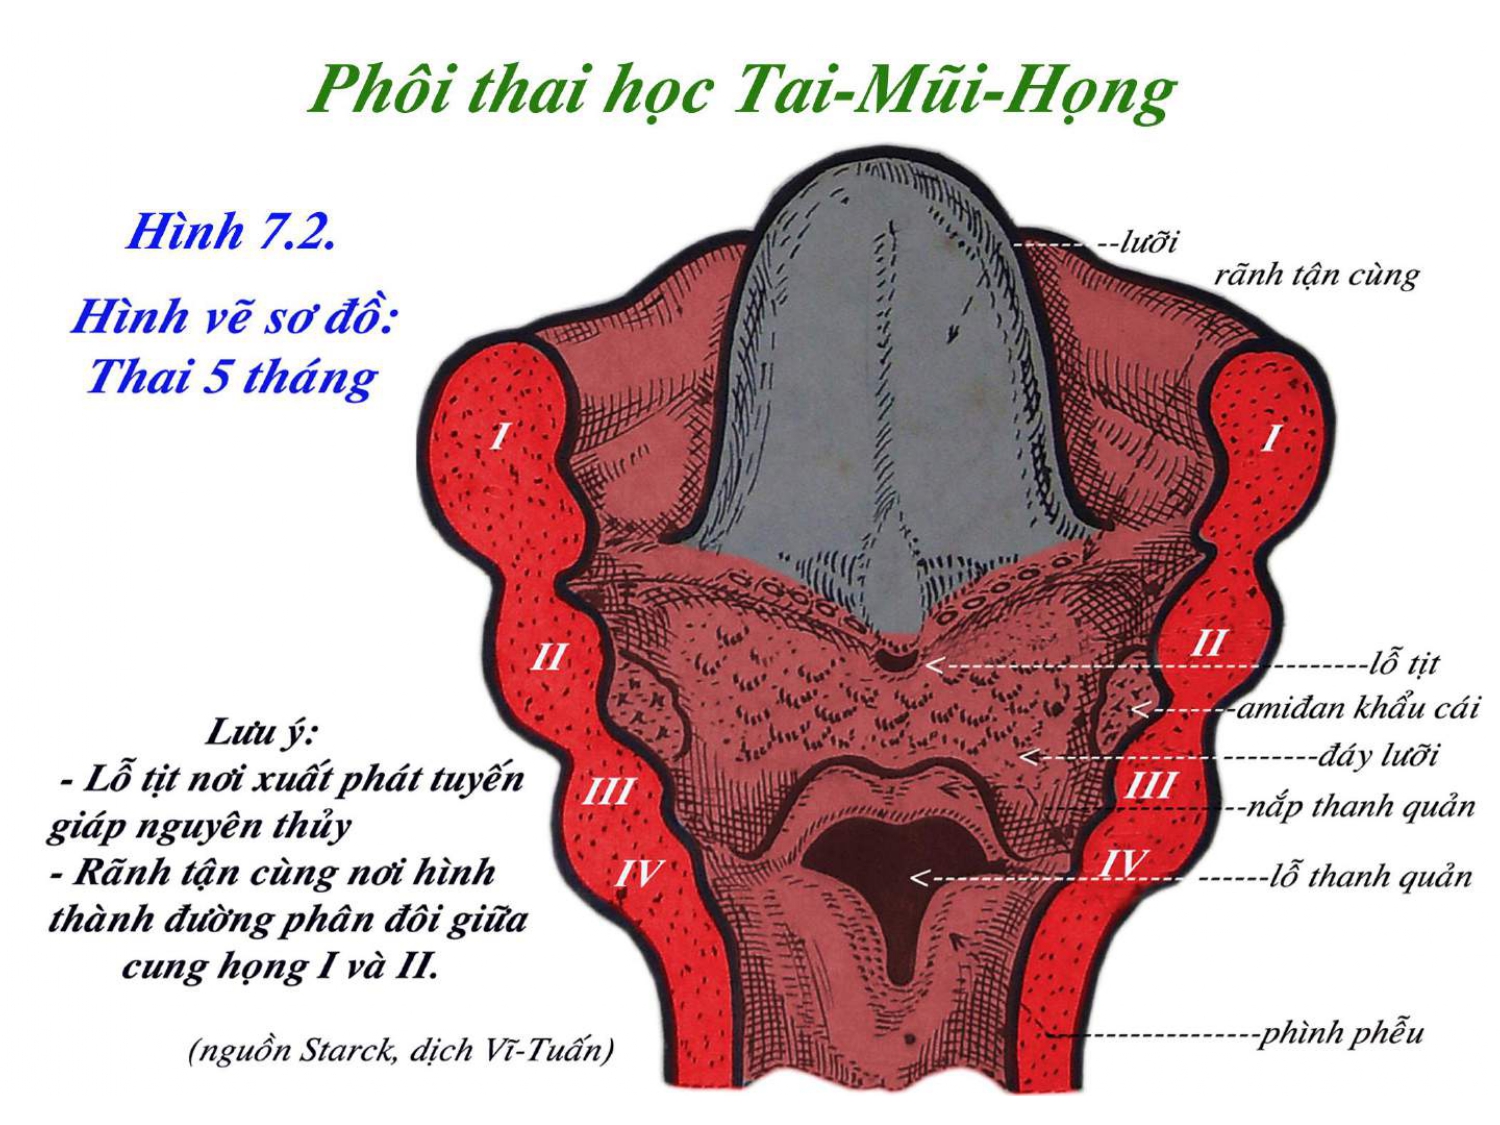 Phôi thai học Tai-Mũi-Họng
Hình 7.2.
Hình vẽ sơ đồ:
Thai 5 tháng
lưỡi
rãnh tận cùng
I
I
II
II
lỗ tịt
amiđan khẩu cái
đáy lưỡi
III
III
nắp thanh quản
IV
IV
lỗ thanh quản
phình phễu
Lưu ý:
- Lỗ tịt nơi xuất phát tuyến
giáp nguyên thủy
- Rãnh tận cùng nơi hình
thành đường phân đôi giữa
cung họng I và II.
(nguồn Starck, dịch Vĩ-Tuấn)